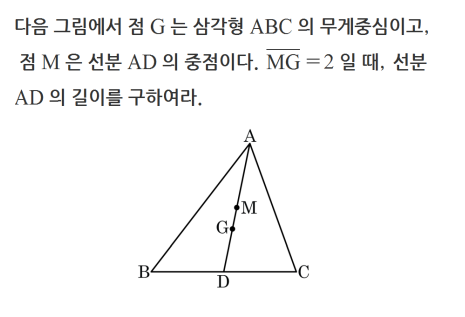 다음 그림에서 점 G 는 삼각형 ABC 의 무게중심이고,
점 M 은 선분 AD 의 중점이다. $\overline{MG}$ = 2 일 때, 선분
AD 의 길이를 구하여라.
A
M
G
B
C
D